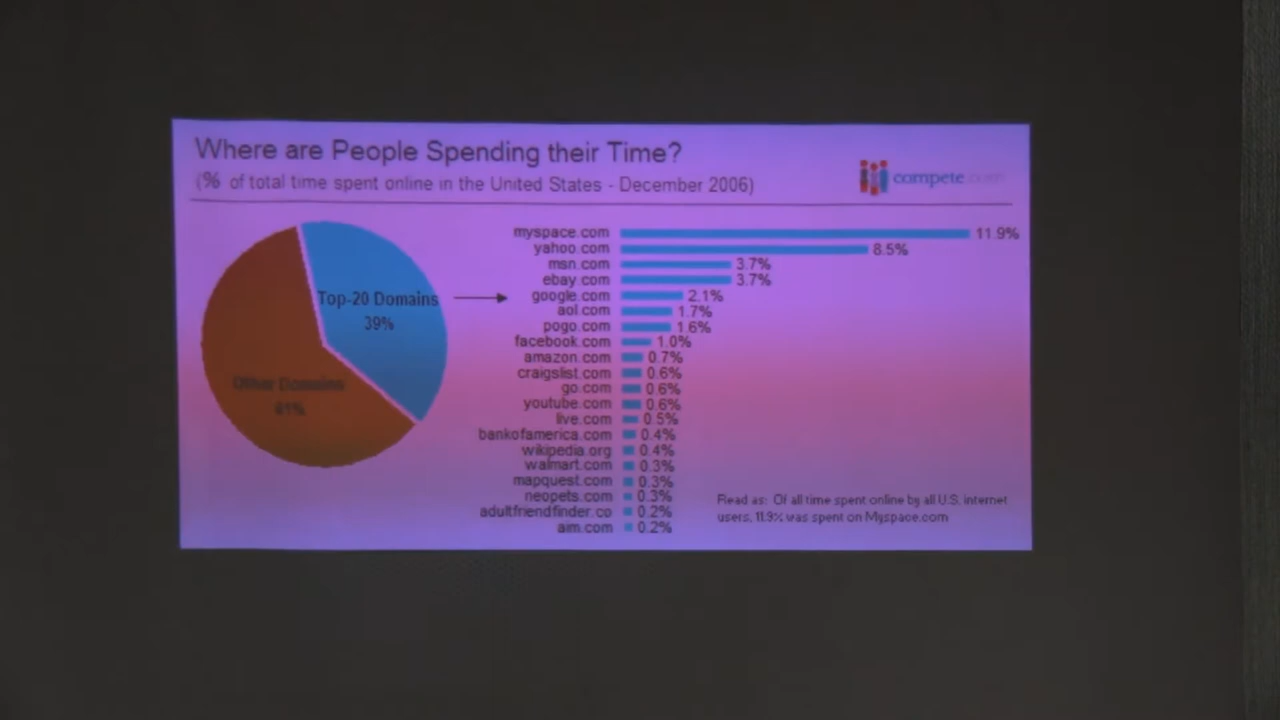 Where are People Spending their Time?
(% of total time spent online in the United States - December 2006)
compete.com
Top-20 Domains
39%
Other Domains
61%
myspace.com 11.9%
yahoo.com 8.5%
msn.com 3.7%
ebay.com 3.7%
google.com 2.1%
aol.com 1.7%
pogo.com 1.6%
facebook.com 1.0%
amazon.com 0.7%
craigslist.com 0.6%
go.com 0.6%
youtube.com 0.6%
live.com 0.5%
bankofamerica.com 0.4%
wikipedia.org 0.4%
walmart.com 0.3%
mapquest.com 0.3%
neopets.com 0.3%
adultfriendfinder.co 0.2%
aim.com 0.2%
Read as: Of all time spent online by all U.S. internet
users, 11.9% was spent on Myspace.com